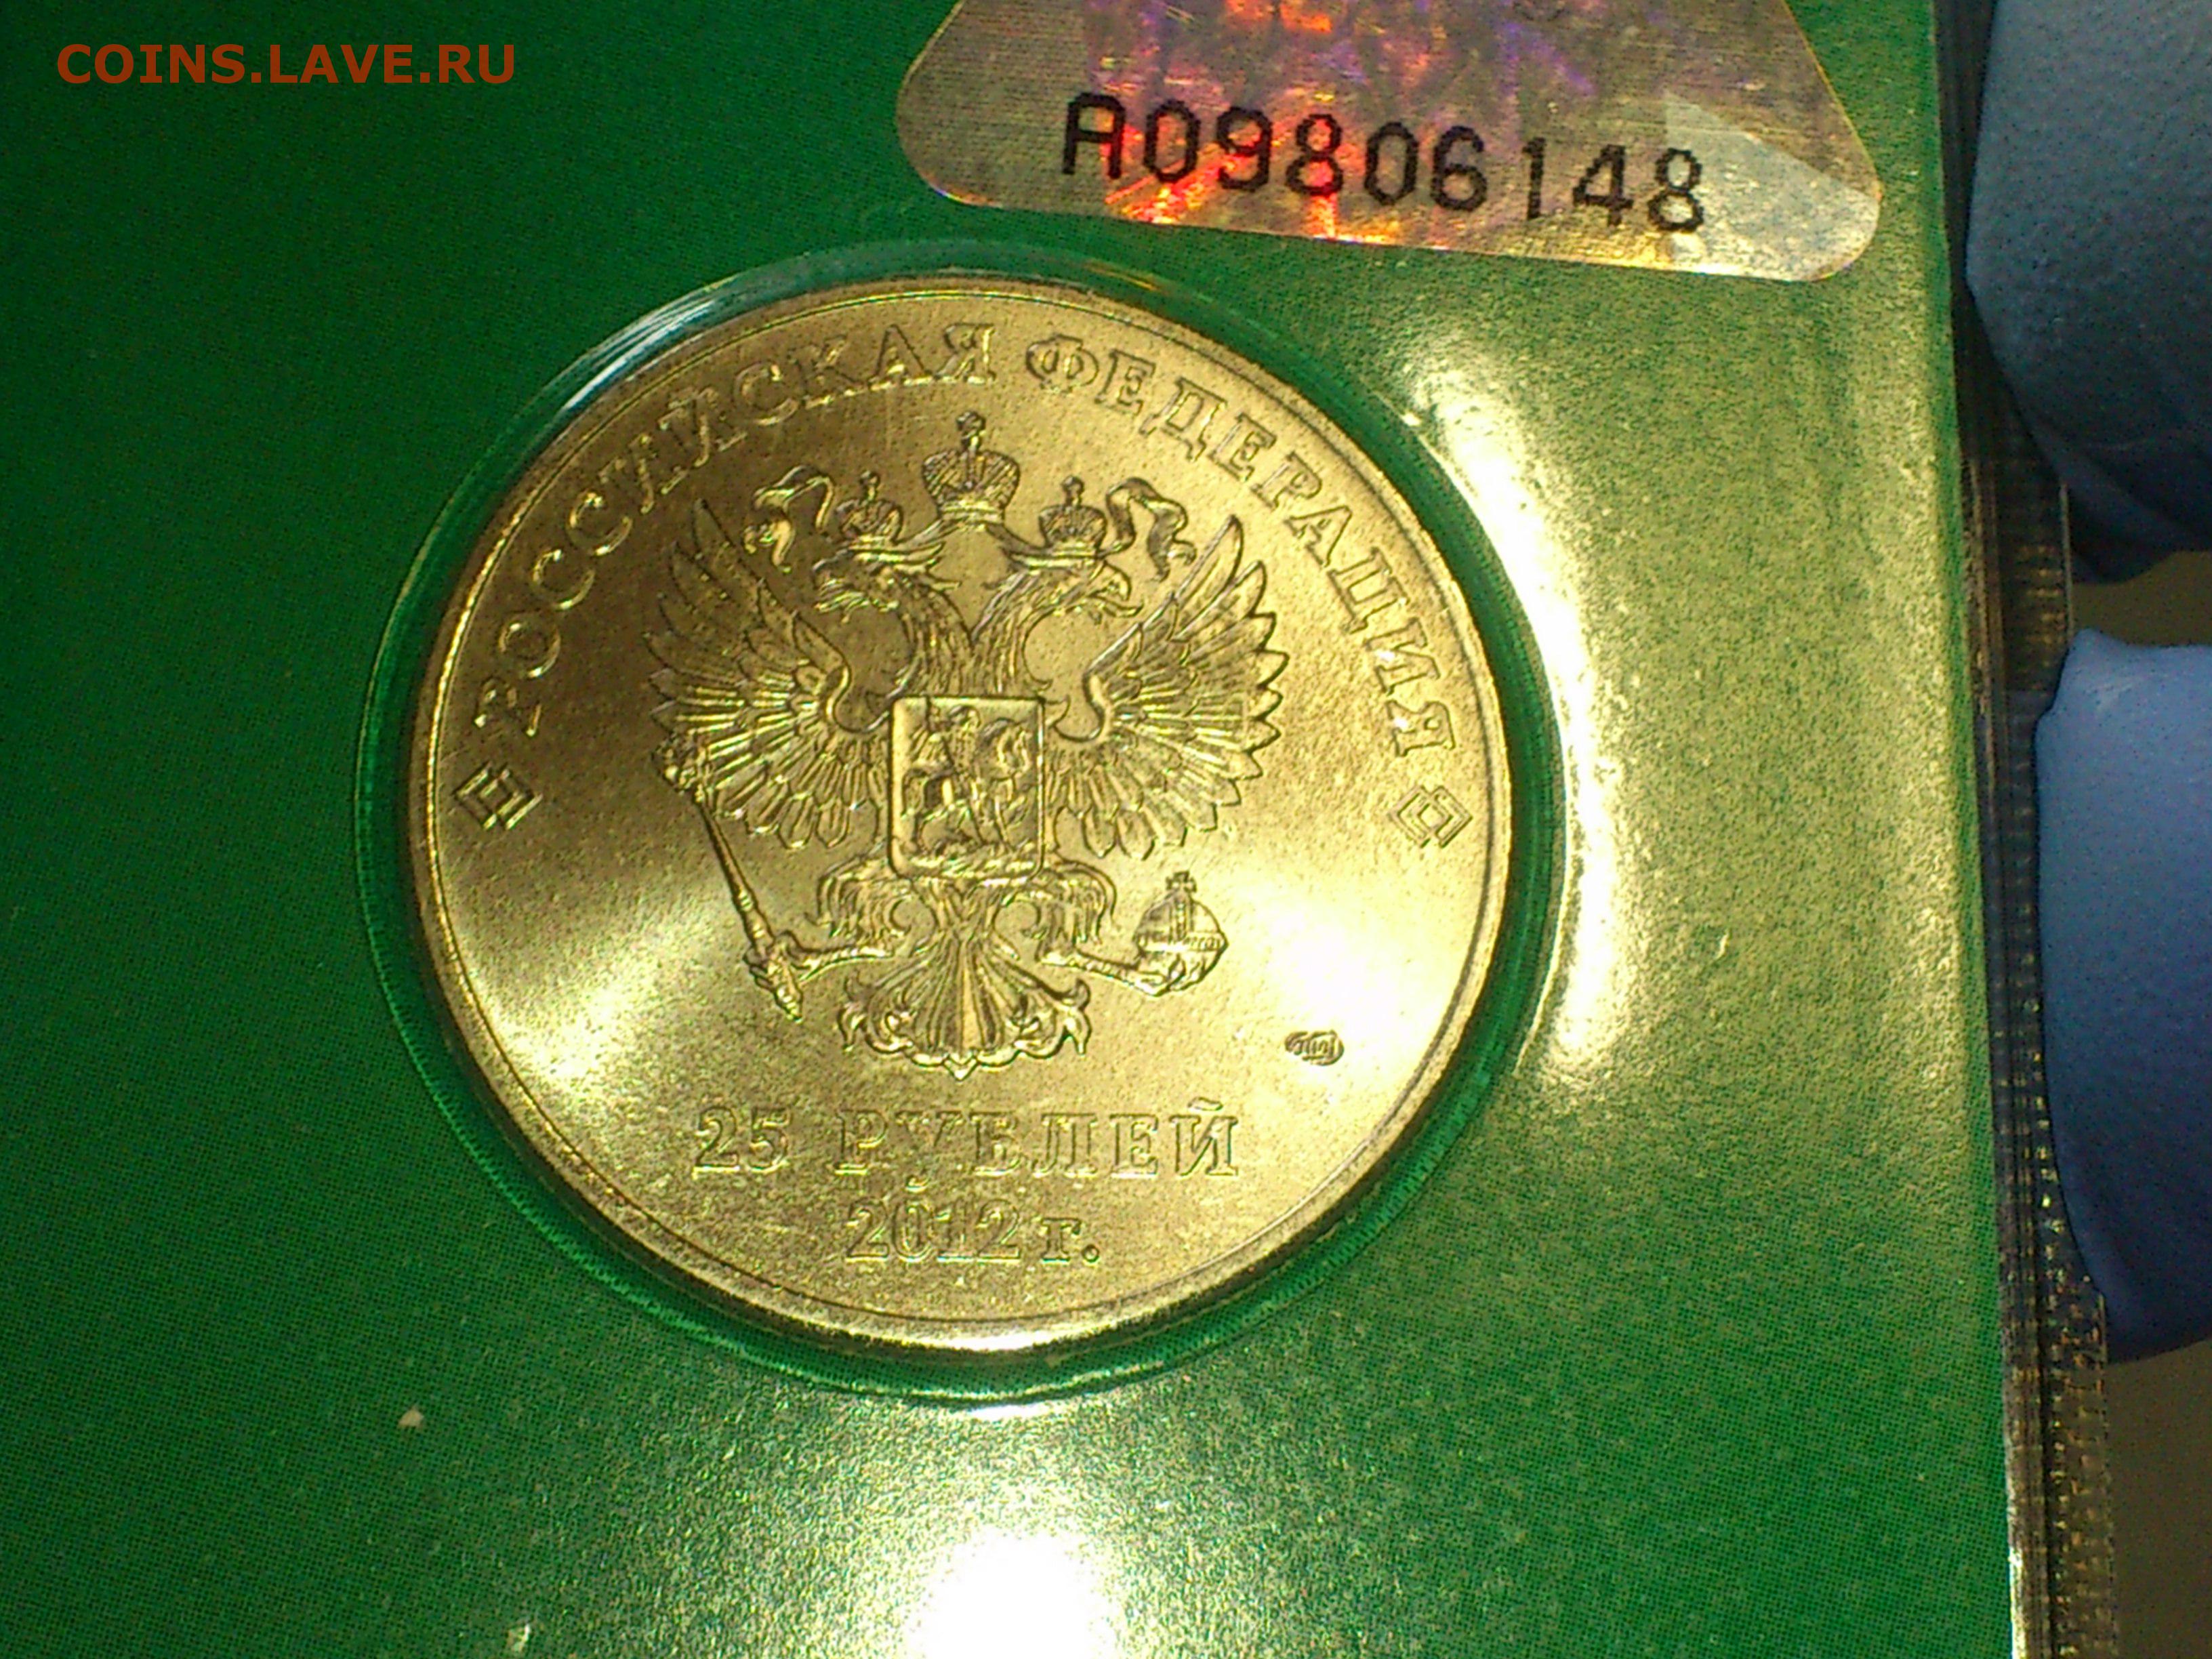 COINS.LAVE.RU
A09806148
РОССИЙСКАЯ ФЕДЕРАЦИЯ
25 РУБЛЕЙ
2012 г.